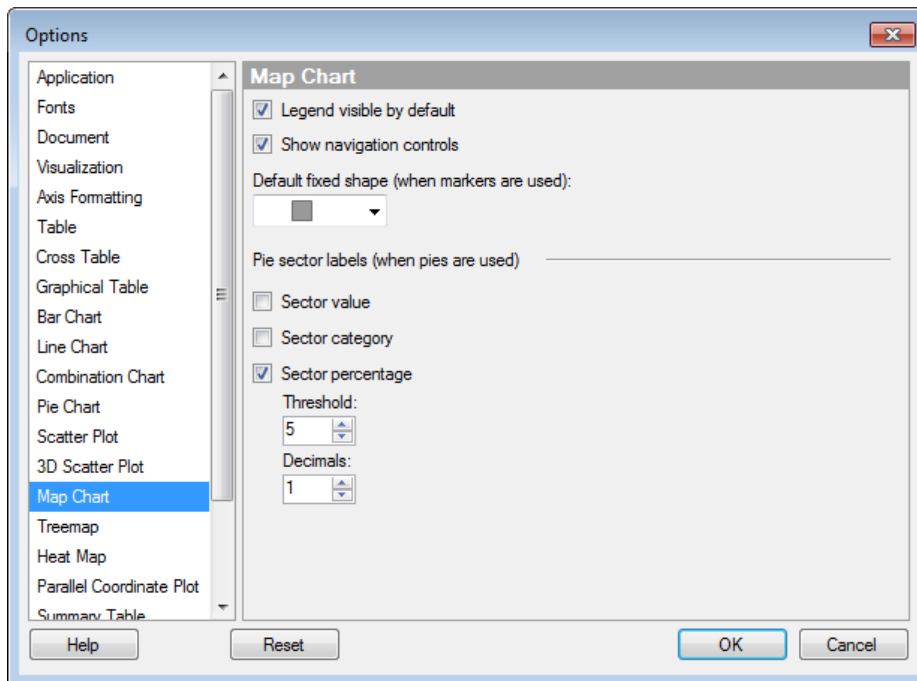 Options
Application
Fonts
Document
Visualization
Axis Formatting
Table
Cross Table
Graphical Table
Bar Chart
Line Chart
Combination Chart
Pie Chart
Scatter Plot
3D Scatter Plot
Map Chart
Treemap
Heat Map
Parallel Coordinate Plot
Summary Table
Map Chart
Legend visible by default
Show navigation controls
Default fixed shape (when markers are used):
Pie sector labels (when pies are used)
Sector value
Sector category
Sector percentage
Threshold:
5
Decimals:
1
Help
Reset
OK
Cancel